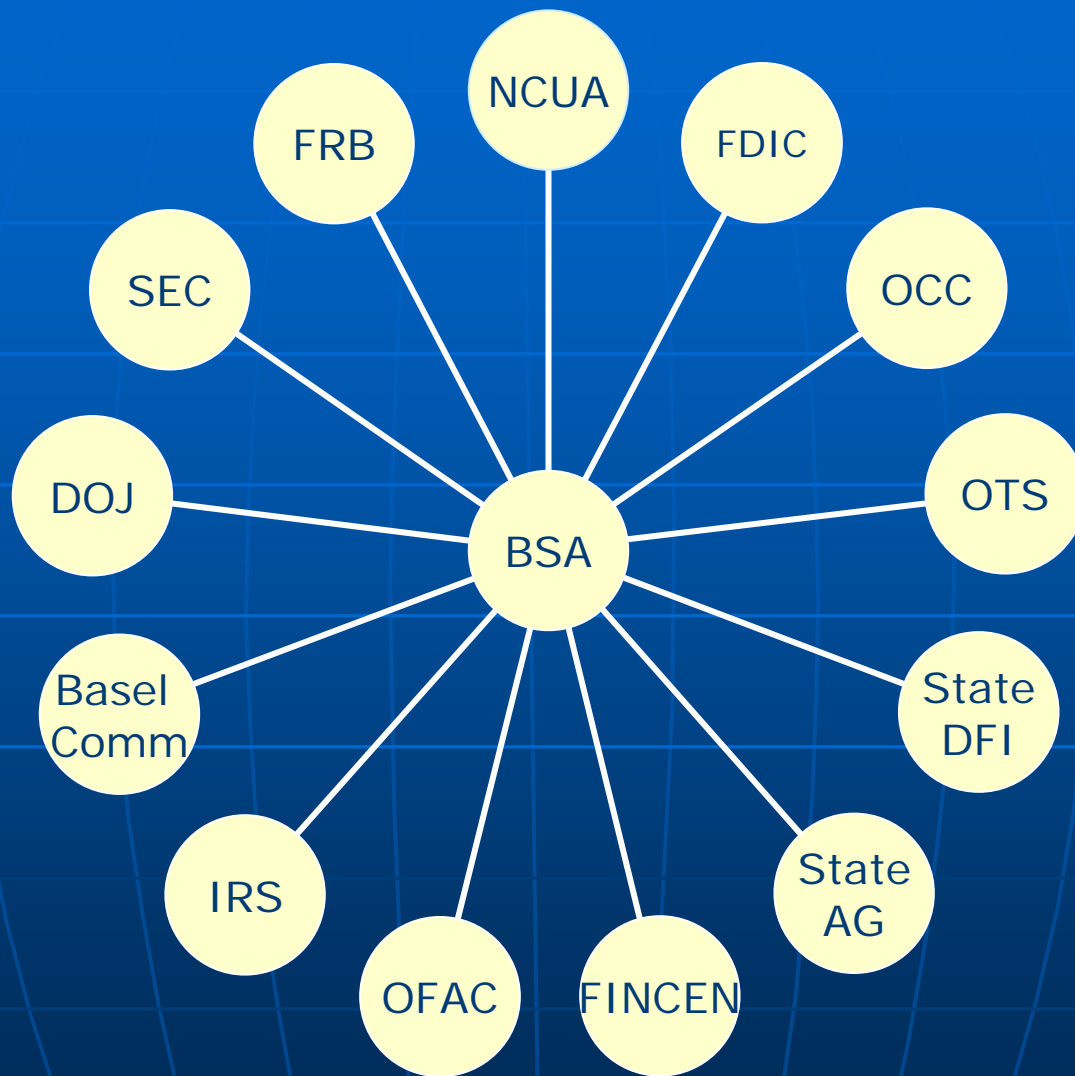 NCUA
FRB
FDIC
SEC
OCC
DOJ
OTS
BSA
Basel
Comm
State
DFI
IRS
State
AG
OFAC
FINCEN